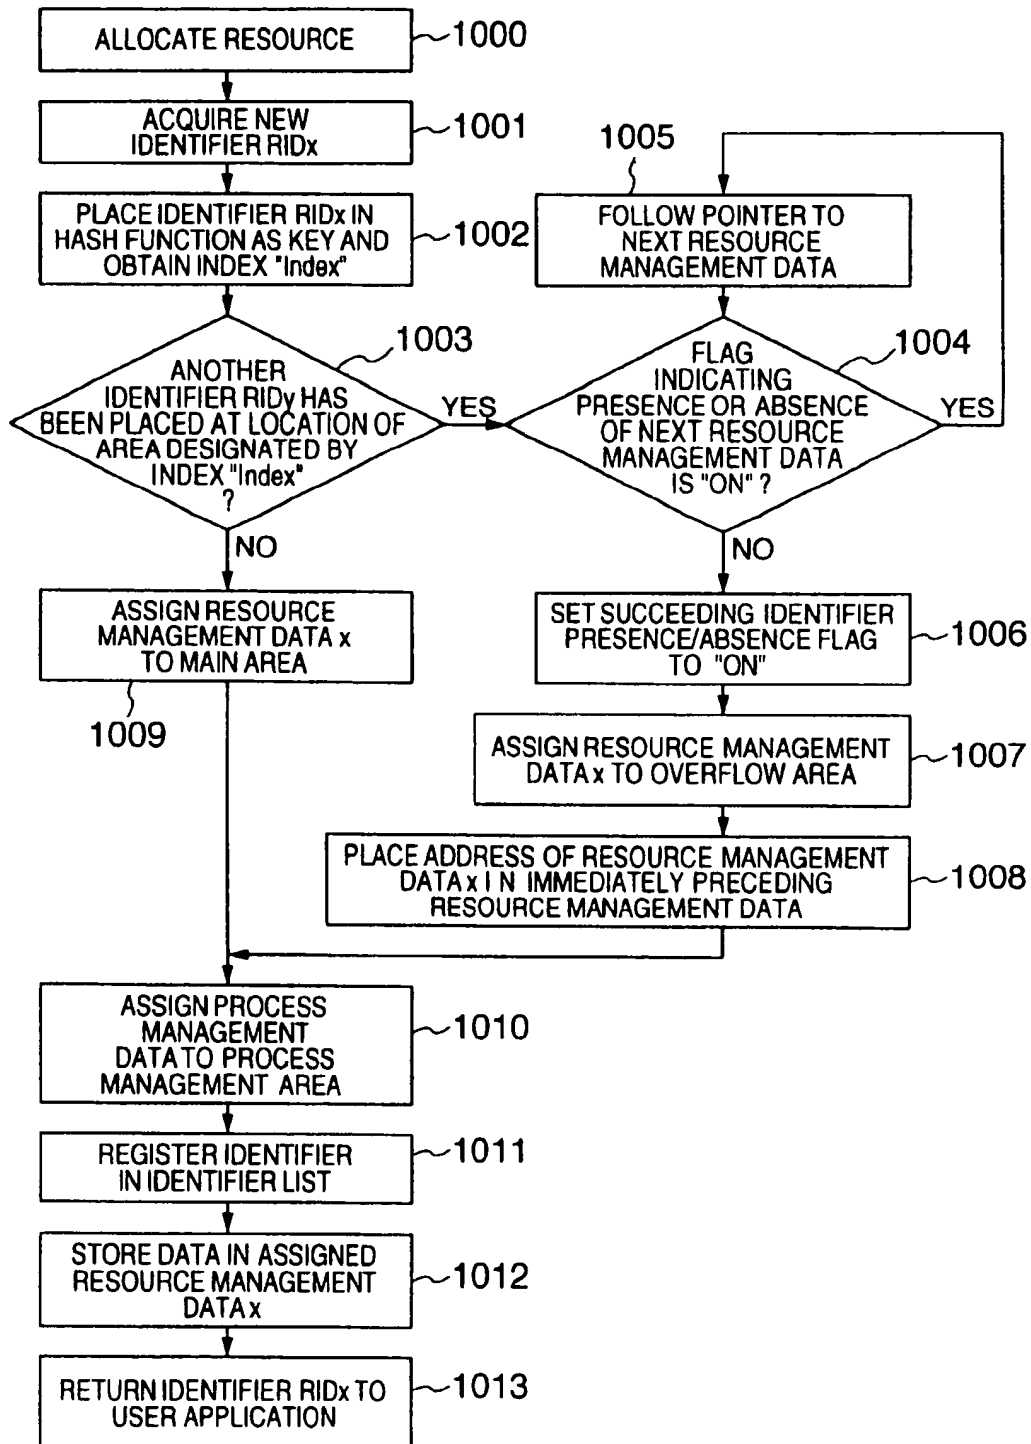 ALLOCATE RESOURCE
1000
ACQUIRE NEW
IDENTIFIER RIDx
1001
PLACE IDENTIFIER RIDx IN
HASH FUNCTION AS KEY AND
OBTAIN INDEX "Index"
1002
1003
ANOTHER
IDENTIFIER RIDy HAS
BEEN PLACED AT LOCATION OF
AREA DESIGNATED BY
INDEX "Index"
?
YES
NO
1005
FOLLOW POINTER TO
NEXT RESOURCE
MANAGEMENT DATA
1004
FLAG
INDICATING
PRESENCE OR ABSENCE
OF NEXT RESOURCE
MANAGEMENT DATA
IS "ON" ?
YES
NO
ASSIGN RESOURCE
MANAGEMENT DATA x
TO MAIN AREA
1009
SET SUCCEEDING IDENTIFIER
PRESENCE/ABSENCE FLAG
TO "ON"
1006
ASSIGN RESOURCE MANAGEMENT
DATA x TO OVERFLOW AREA
1007
PLACE ADDRESS OF RESOURCE MANAGEMENT
DATA x I N IMMEDIATELY PRECEDING
RESOURCE MANAGEMENT DATA
1008
ASSIGN PROCESS
MANAGEMENT
DATA TO PROCESS
MANAGEMENT AREA
1010
REGISTER IDENTIFIER
IN IDENTIFIER LIST
1011
STORE DATA IN ASSIGNED
RESOURCE MANAGEMENT
DATA x
1012
RETURN IDENTIFIER RIDx TO
USER APPLICATION
1013